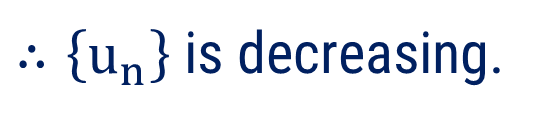 ∴ {uₙ} is decreasing.